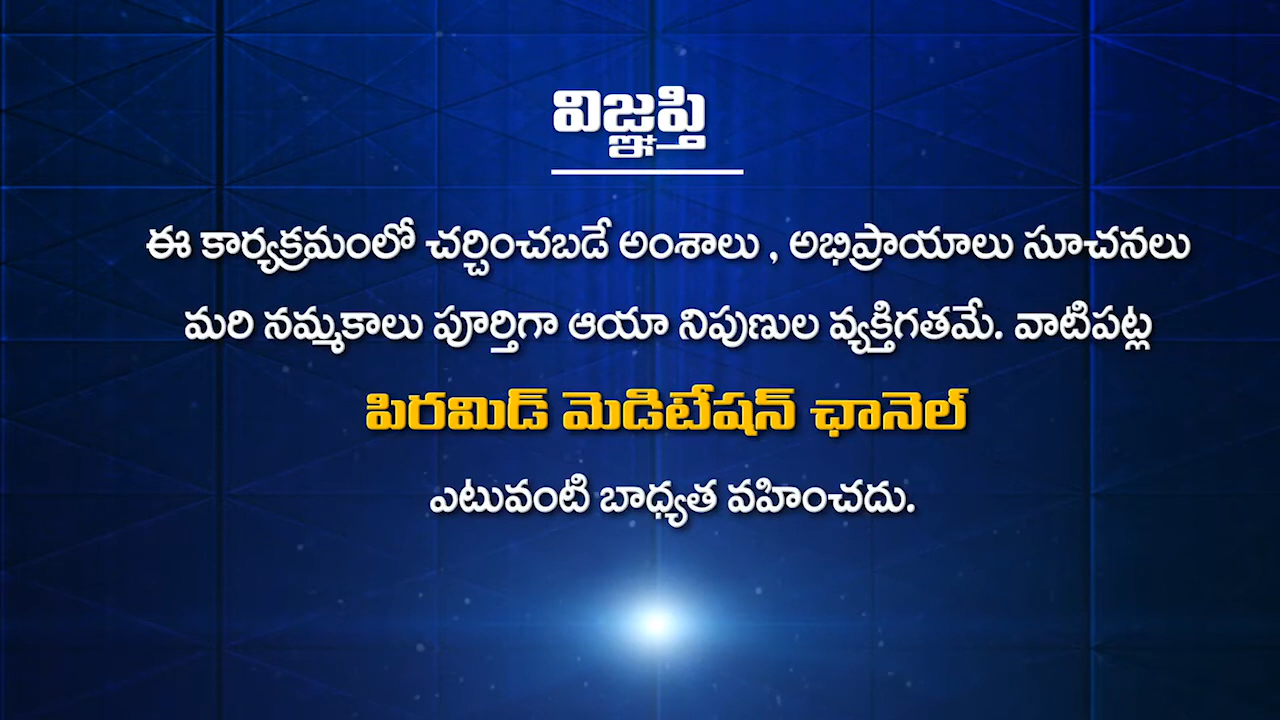 విజ్ఞప్తి
ఈ కార్యక్రమంలో చర్చించబడే అంశాలు , అభిప్రాయాలు సూచనలు
మరి నమ్మకాలు పూర్తిగా ఆయా నిపుణుల వ్యక్తిగతమే. వాటిపట్ల
పిరమిడ్ మెడిటేషన్ ఛానెల్
ఎటువంటి బాధ్యత వహించదు.